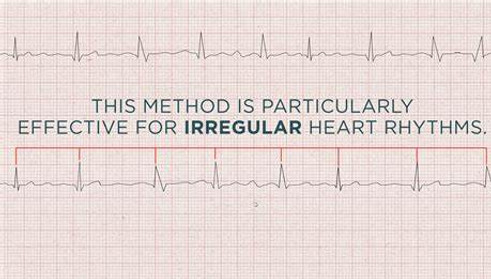 THIS METHOD IS PARTICULARLY
EFFECTIVE FOR IRREGULAR HEART RHYTHMS.